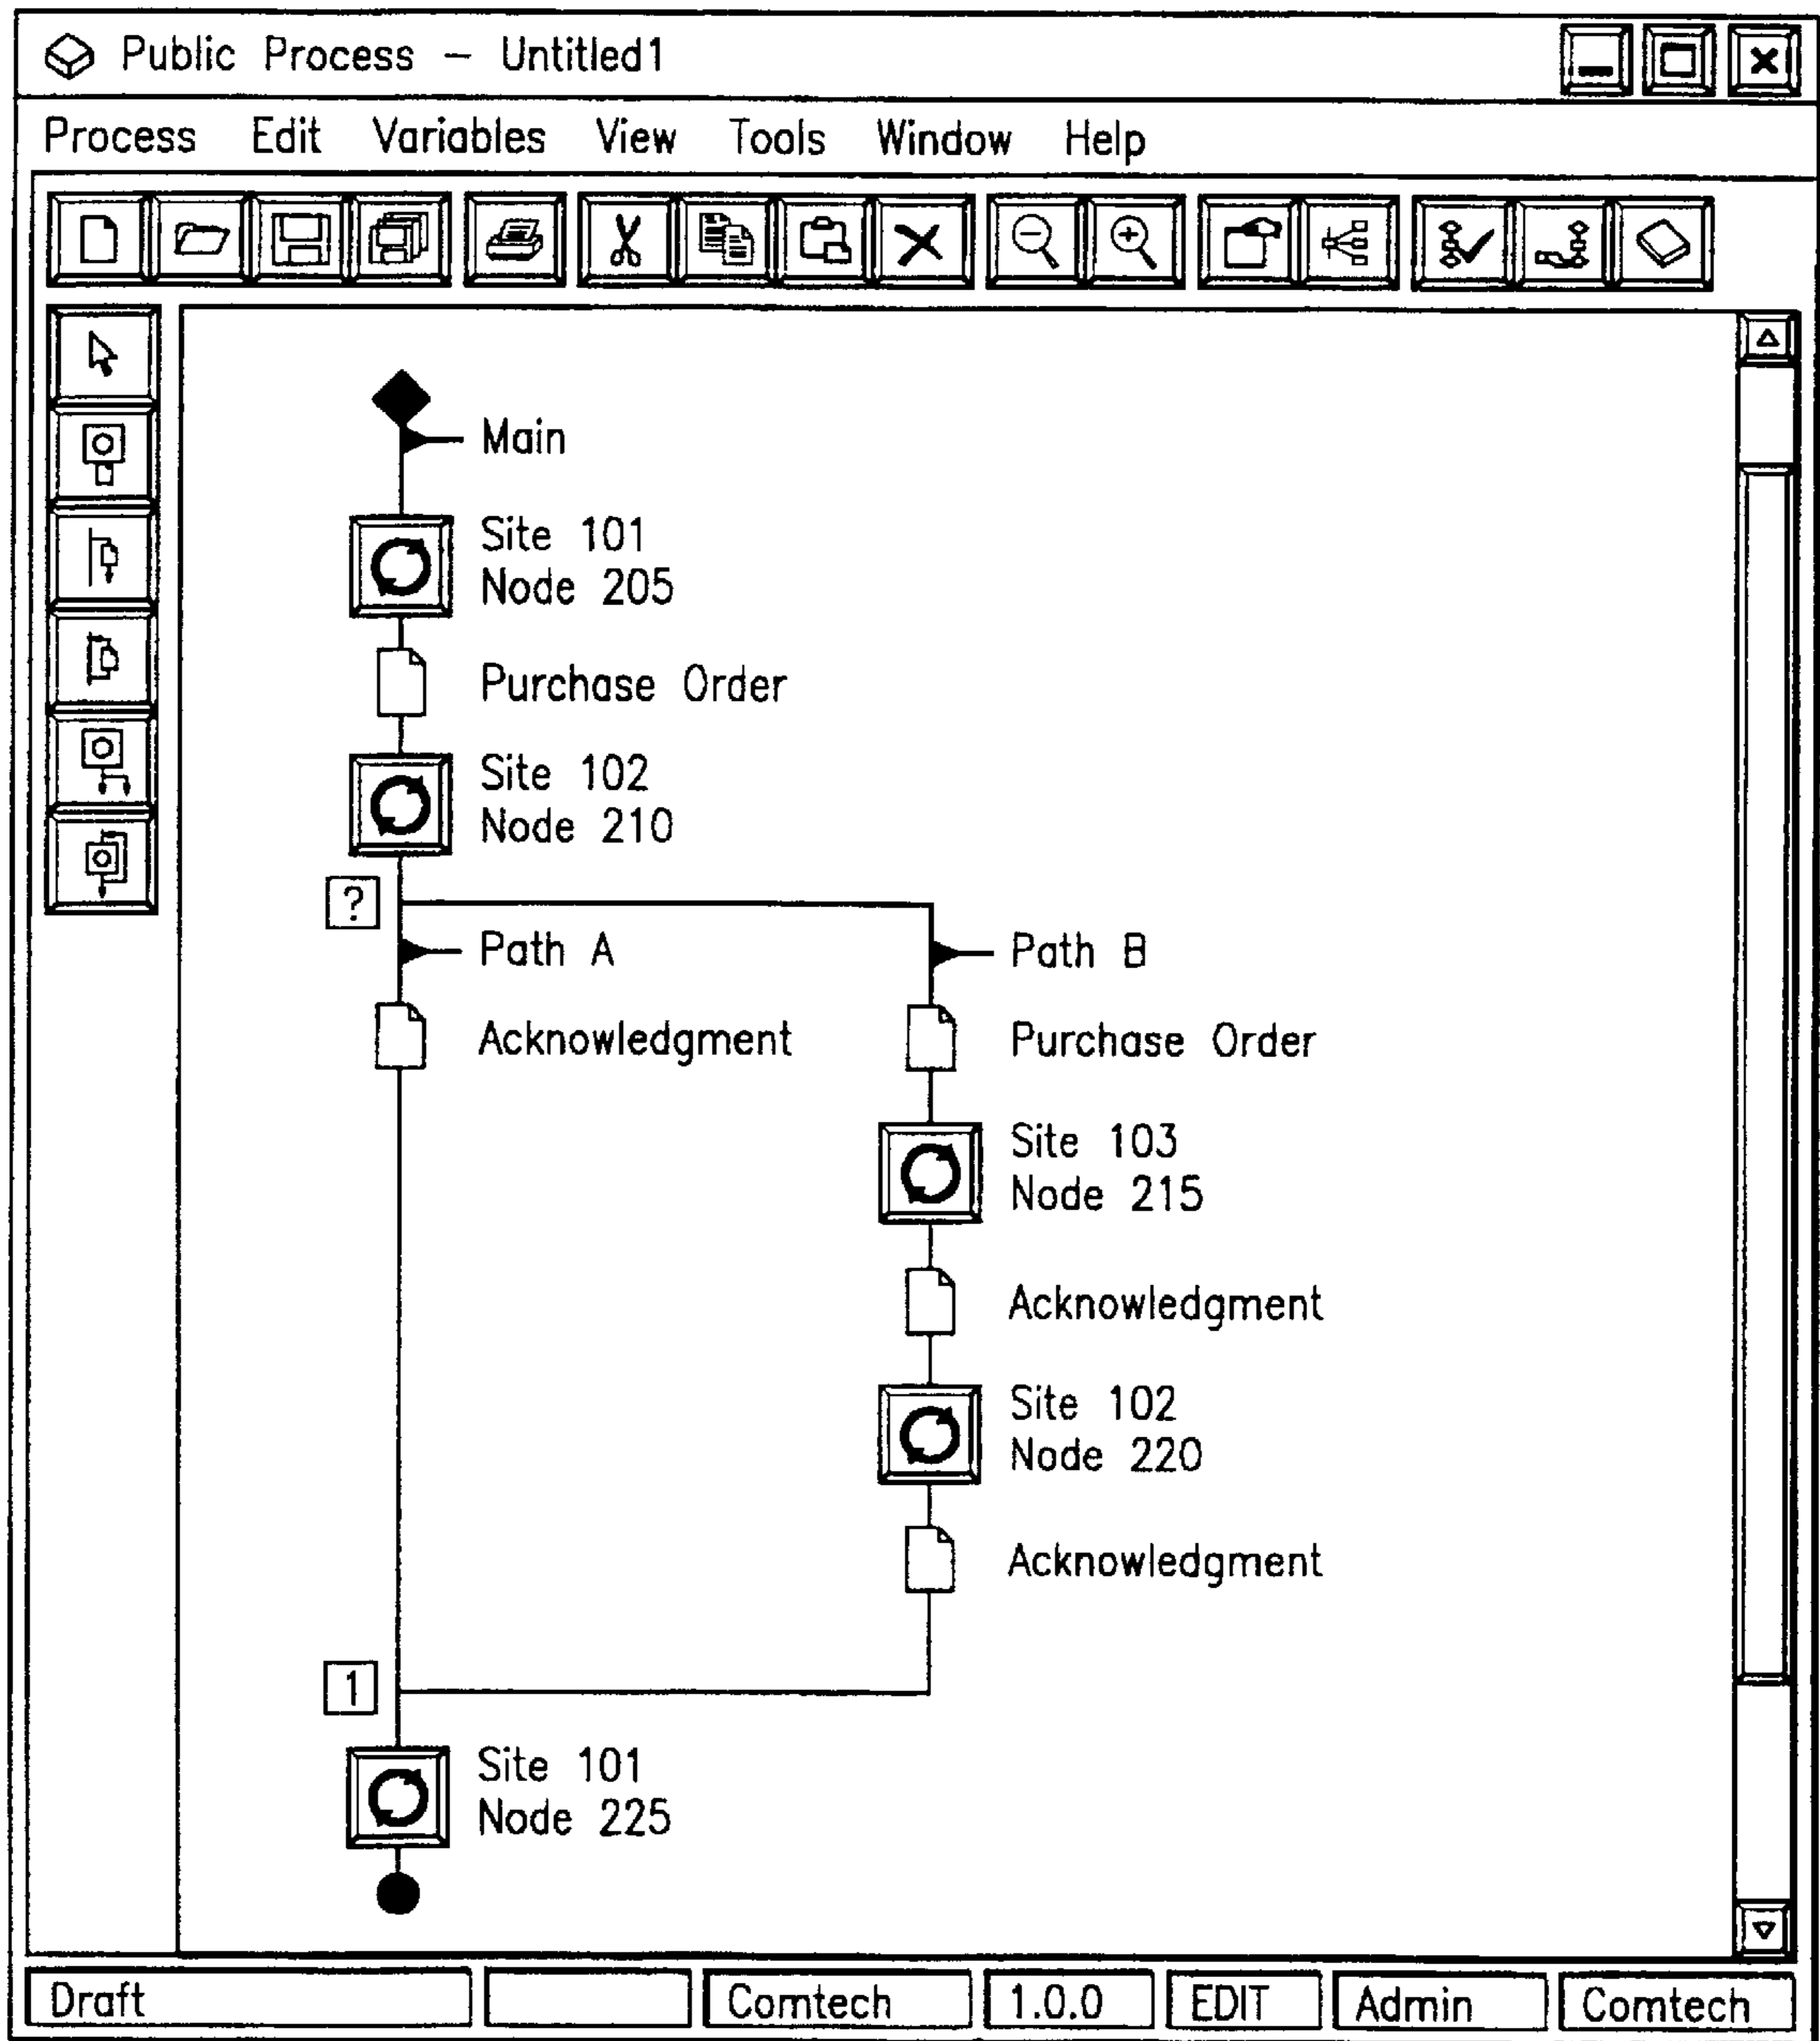 Public Process – Untitled1
Process Edit Variables View Tools Window Help
Main
Site 101
Node 205
Purchase Order
Site 102
Node 210
?
Path A
Path B
Acknowledgment
Purchase Order
Site 103
Node 215
Acknowledgment
Site 102
Node 220
Acknowledgment
1
Site 101
Node 225
Draft Comtech 1.0.0 EDIT Admin Comtech